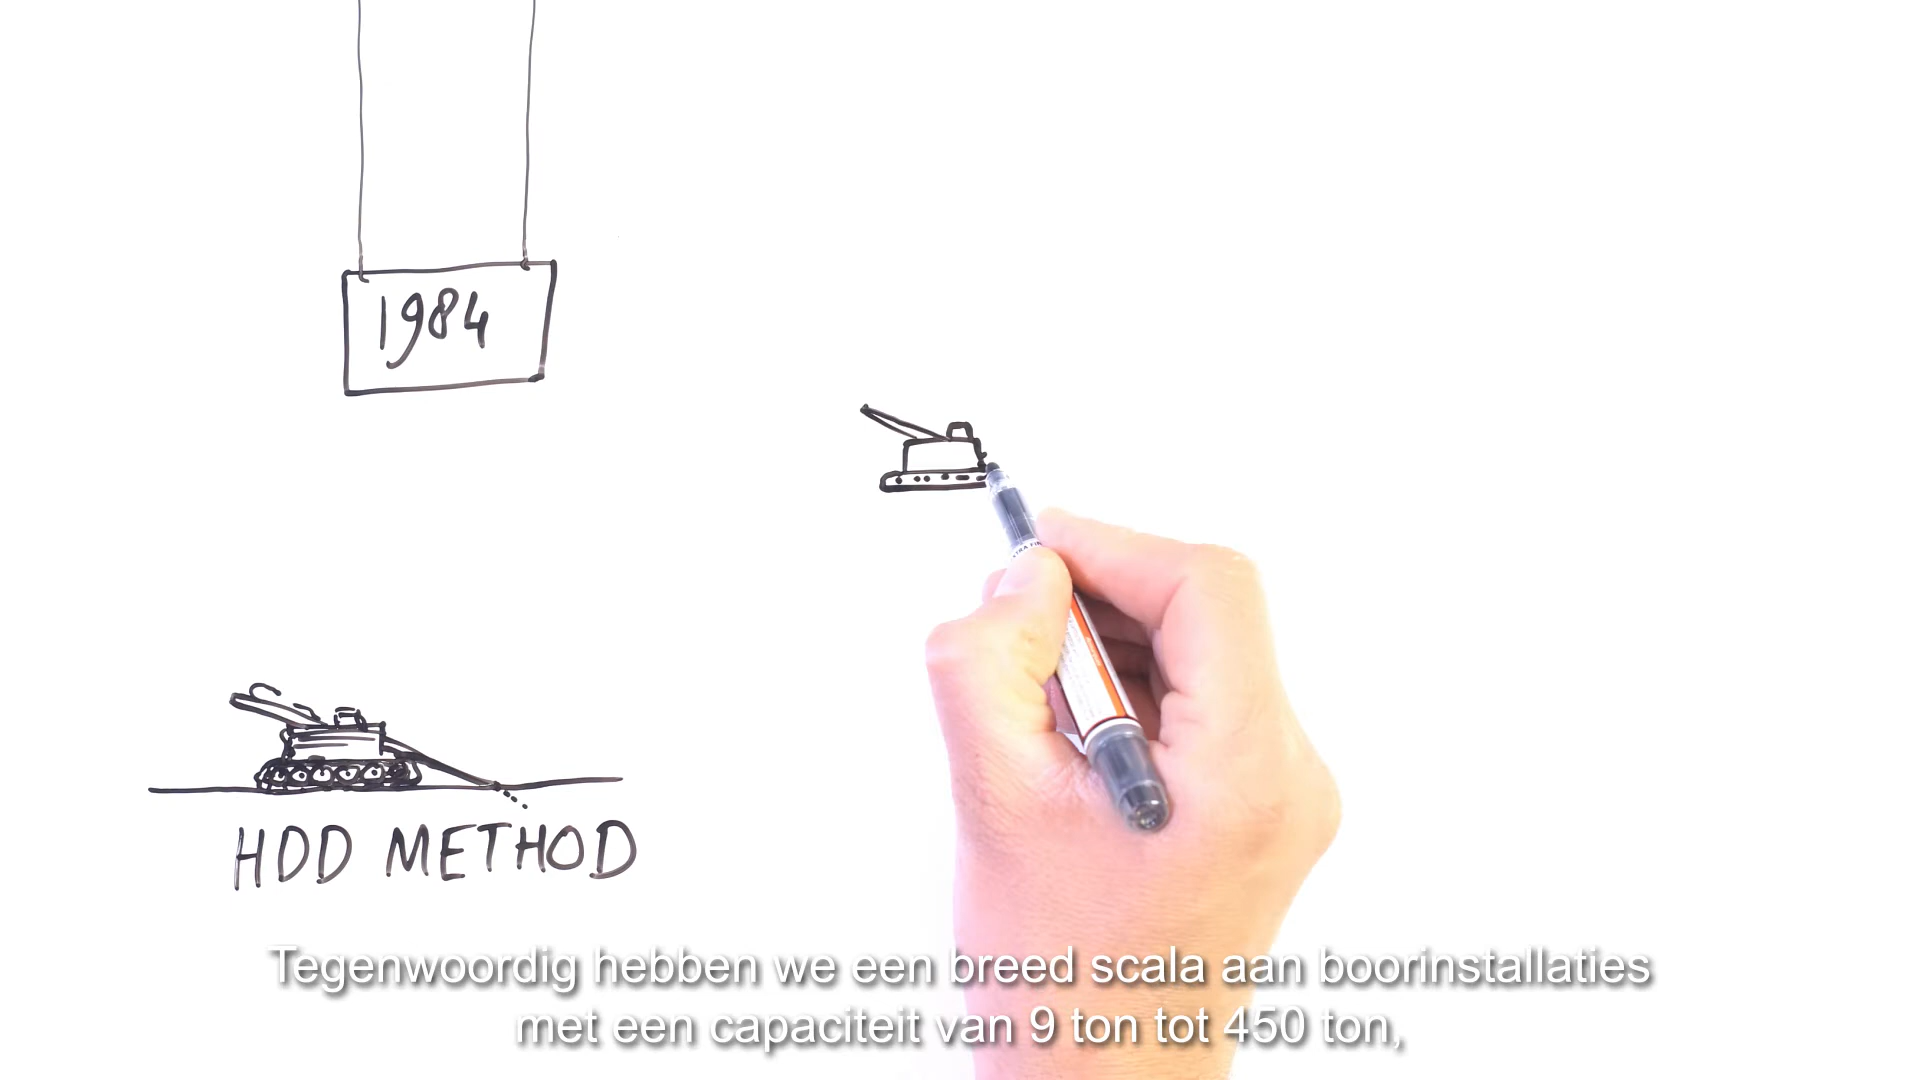 1984
HDD METHOD
Tegenwoordig hebben we een breed scala aan boorinstallaties
met een capaciteit van 9 ton tot 450 ton,